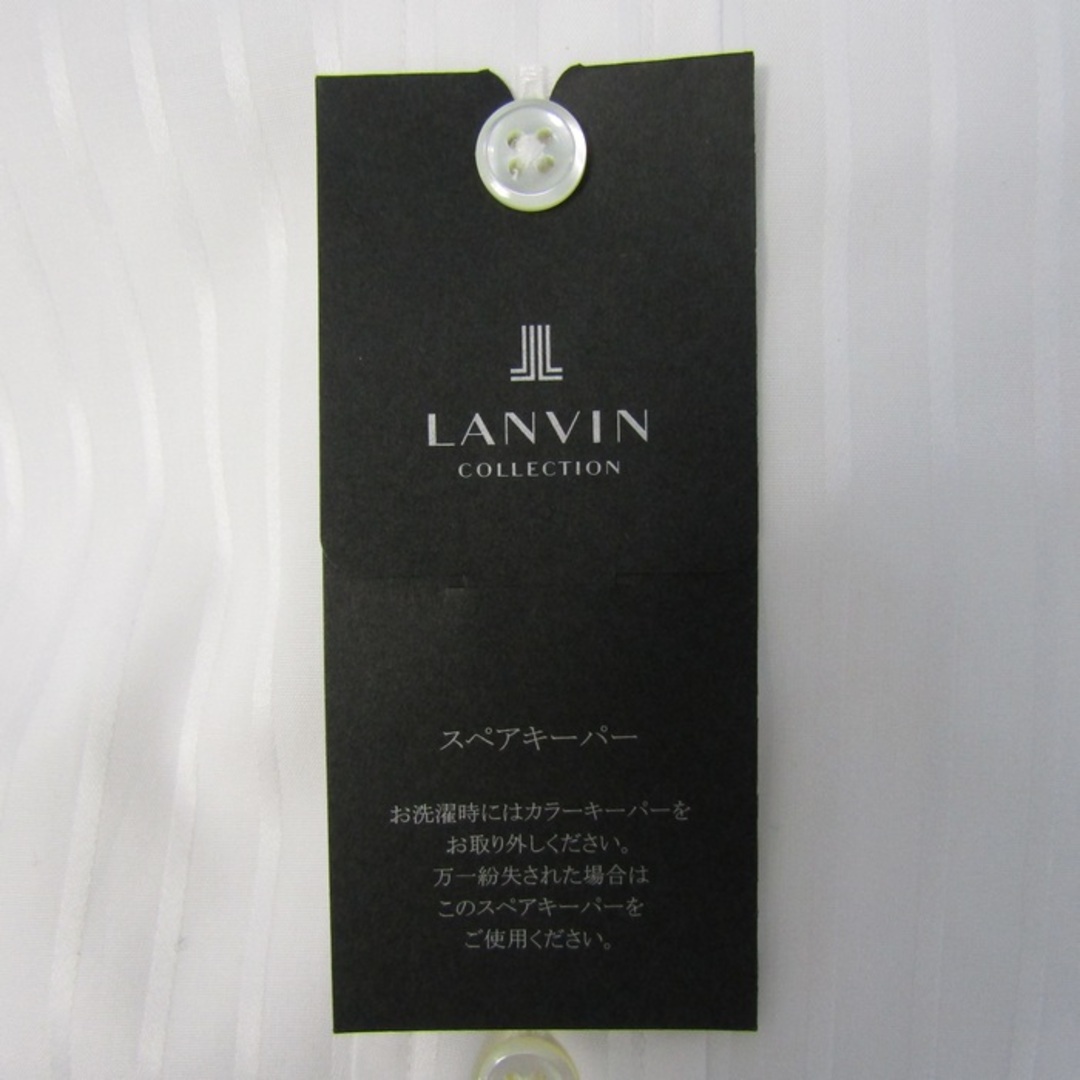 LANVIN
COLLECTION
スペアキーパー
お洗濯時にはカラーキーパーを
お取り外しください。
万一紛失された場合は
このスペアキーパーを
ご使用ください。